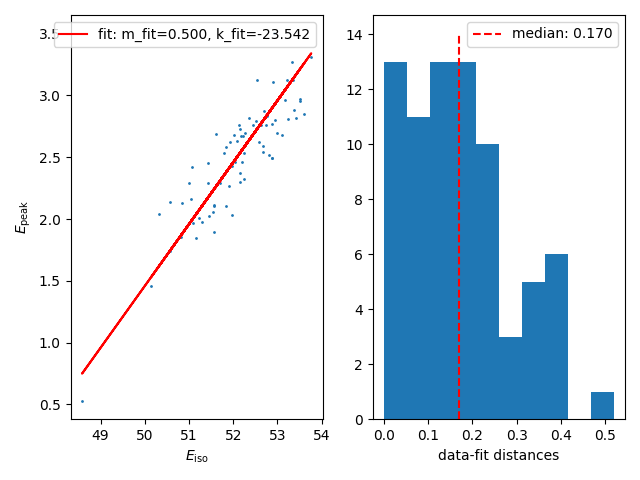 fit: m_fit=0.500, k_fit=-23.542
3.5
3.0
2.5
2.0
1.5
1.0
0.5
E_peak
49 50 51 52 53 54
E_iso
median: 0.170
14
12
10
8
6
4
2
0
0.0 0.1 0.2 0.3 0.4 0.5
data-fit distances